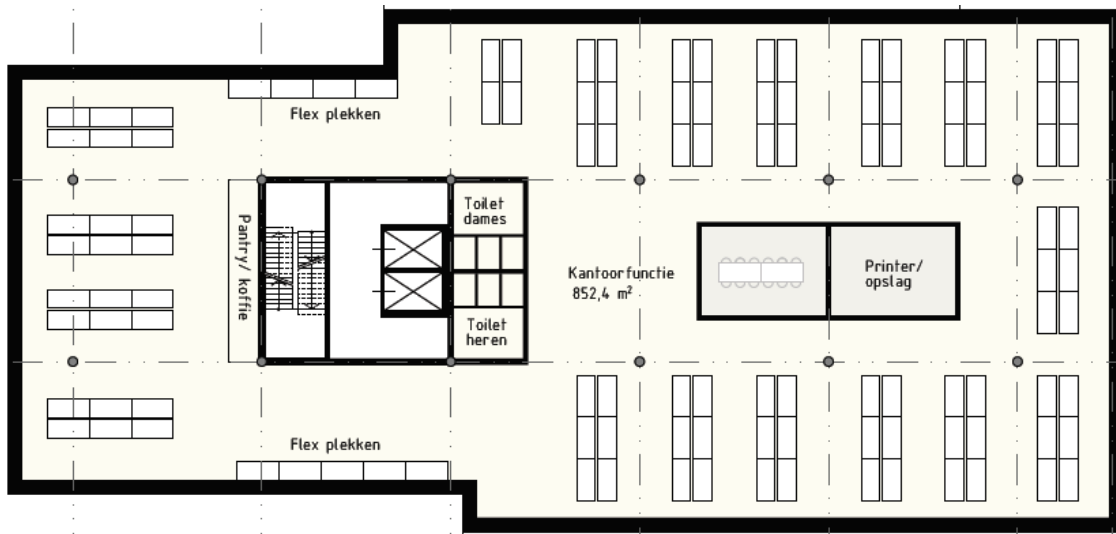 Flex plekken
Toilet
dames
Pantry/ koffie
Kantoorfunctie
852,4 m²
Printer/
opslag
Toilet
heren
Flex plekken